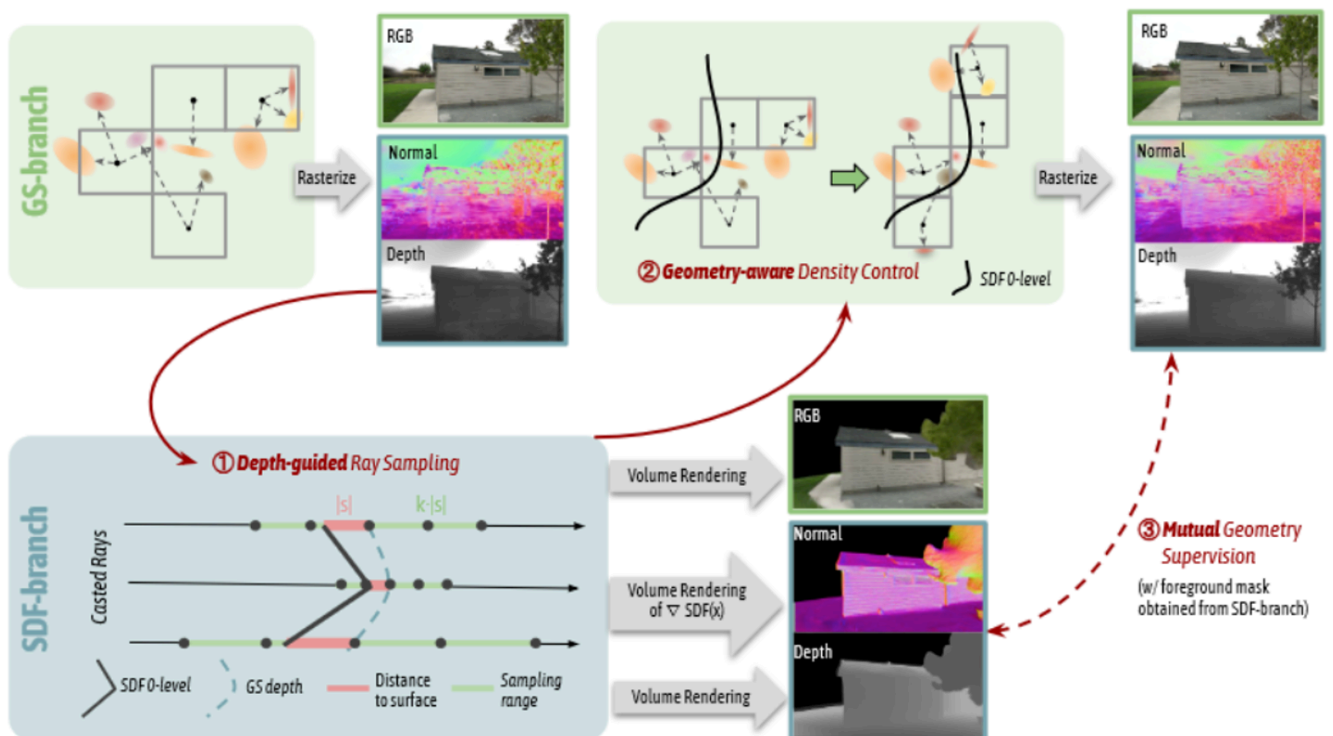 GS-branch
RGB
Normal
Depth
Rasterize
② Geometry-aware Density Control
SDF 0-level
Rasterize
RGB
Normal
Depth
SDF-branch
① Depth-guided Ray Sampling
Casted Rays
|s|
k·|s|
SDF 0-level
GS depth
Distance
to surface
Sampling
range
Volume Rendering
Volume Rendering
of ∇ SDF(x)
Volume Rendering
RGB
Normal
Depth
③ Mutual Geometry
Supervision
(w/ foreground mask
obtained from SDF-branch)